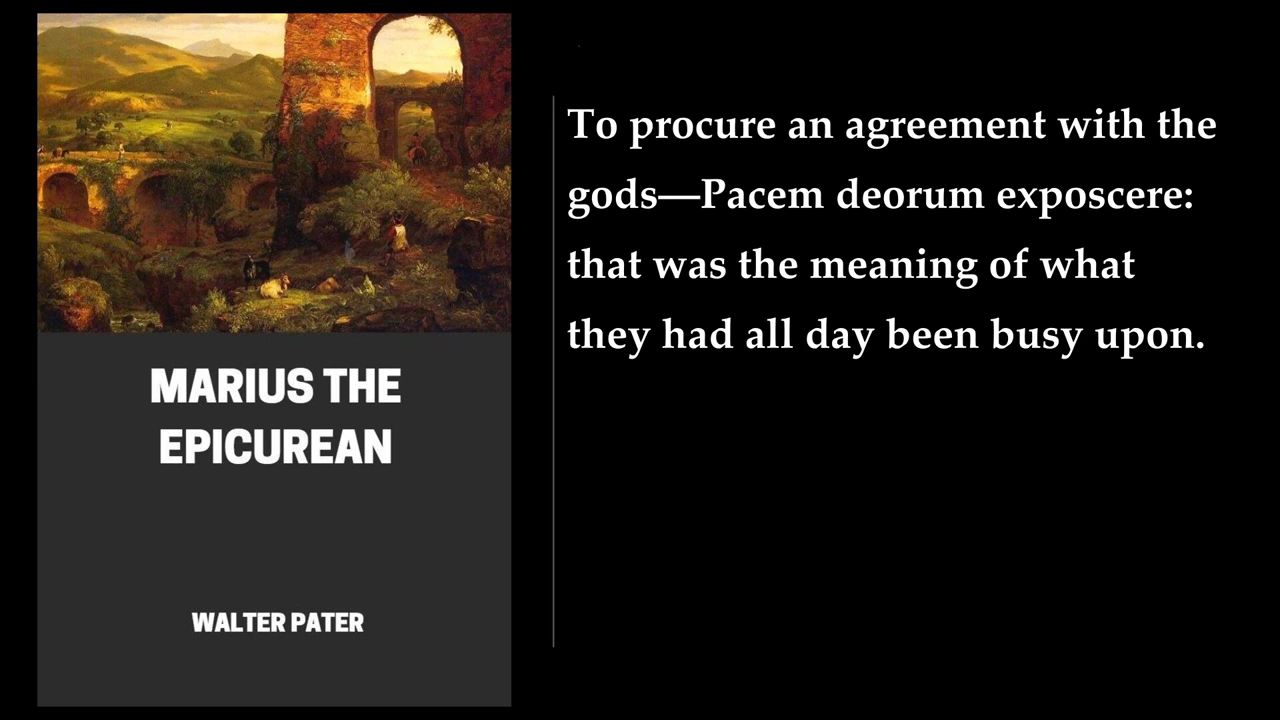 MARIUS THE
EPICUREAN
WALTER PATER
To procure an agreement with the
gods—Pacem deorum exposcere:
that was the meaning of what
they had all day been busy upon.